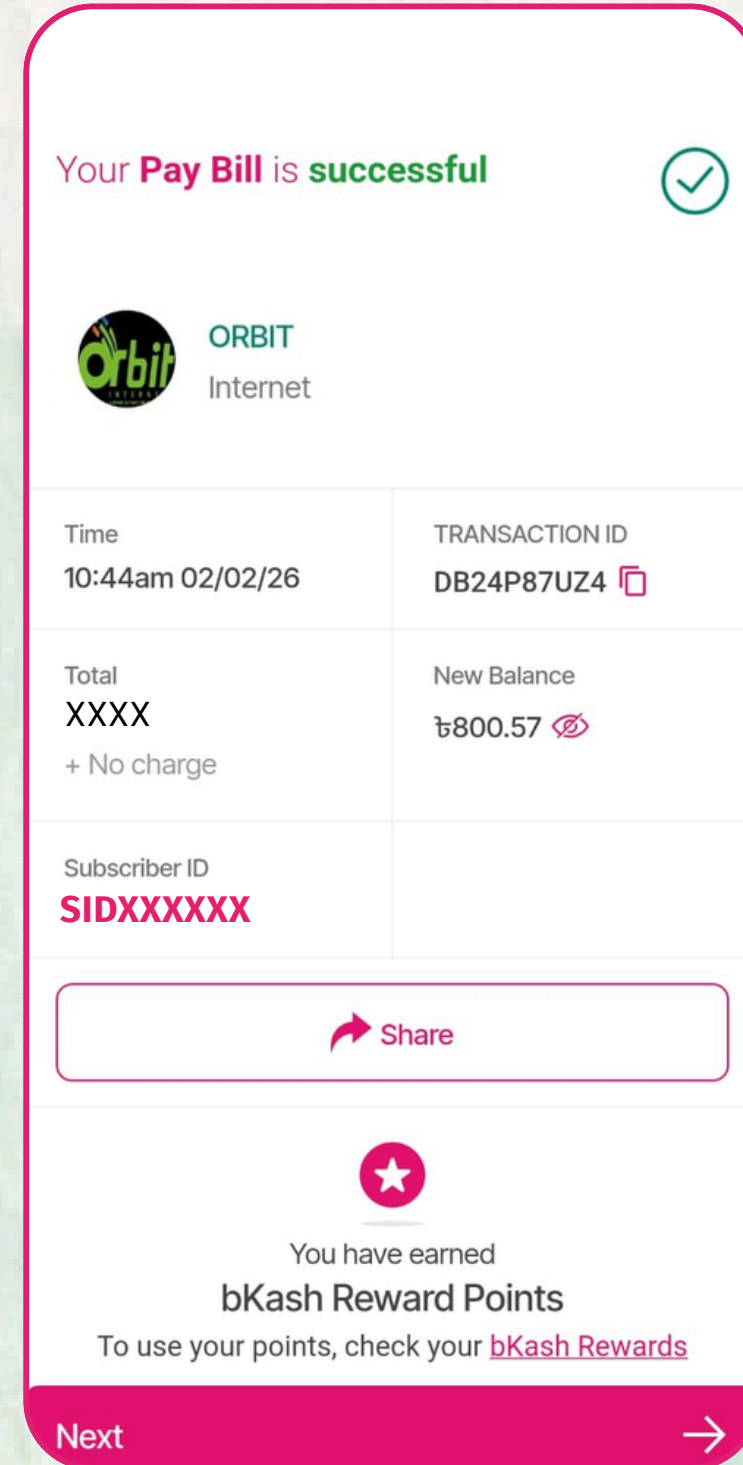 Your Pay Bill is successful
Orbit
INTERNET
ORBIT
Internet
Time
10:44am 02/02/26
TRANSACTION ID
DB24P87UZ4
Total
XXXX
+ No charge
New Balance
৳800.57
Subscriber ID
SIDXXXXXX
Share
You have earned
bKash Reward Points
To use your points, check your bKash Rewards
Next